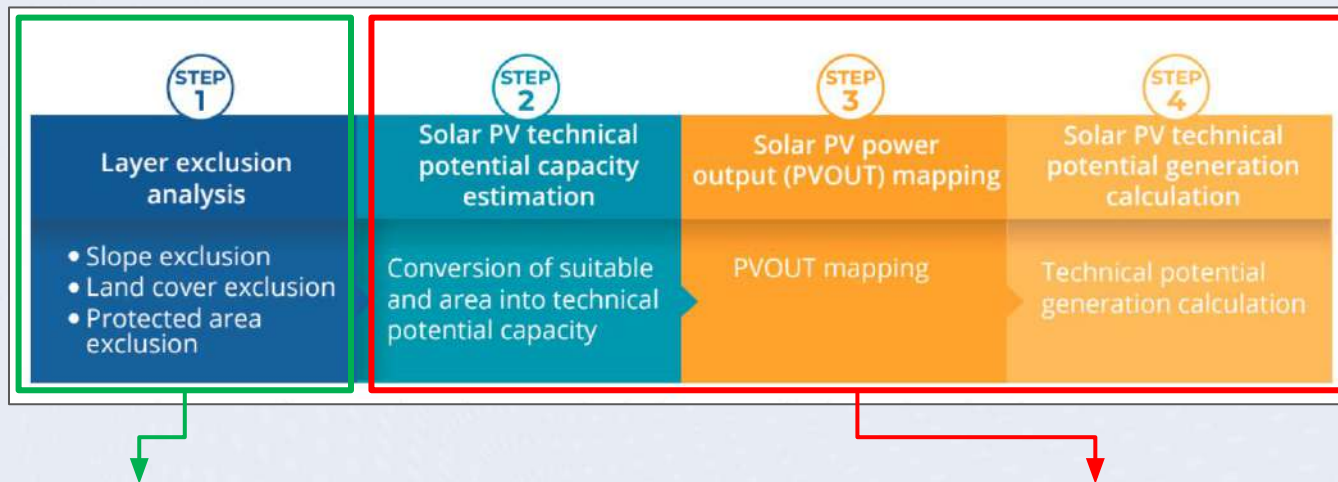 STEP
1
Layer exclusion
analysis
• Slope exclusion
• Land cover exclusion
• Protected area
exclusion
STEP
2
Solar PV technical
potential capacity
estimation
Conversion of suitable
and area into technical
potential capacity
STEP
3
Solar PV power
output (PVOUT) mapping
PVOUT mapping
STEP
4
Solar PV technical
potential generation
calculation
Technical potential
generation calculation